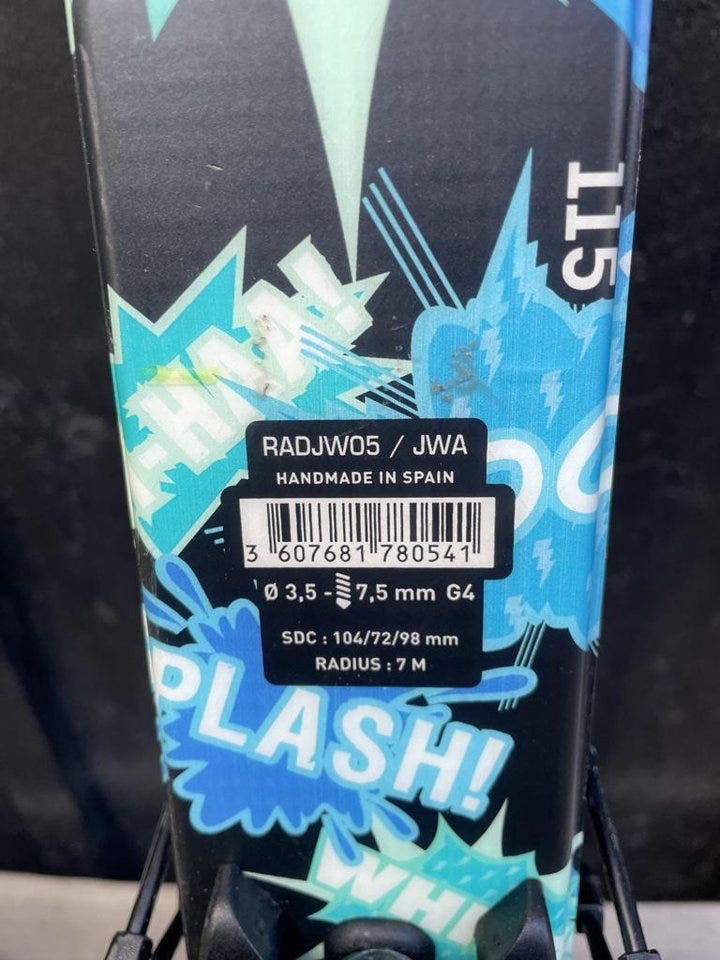 115
HAA!
RADJW05 / JWA
HANDMADE IN SPAIN
3 607681 780541
Ø 3,5 - 7,5 mm G4
SDC : 104/72/98 mm
RADIUS : 7 M
PLASH!